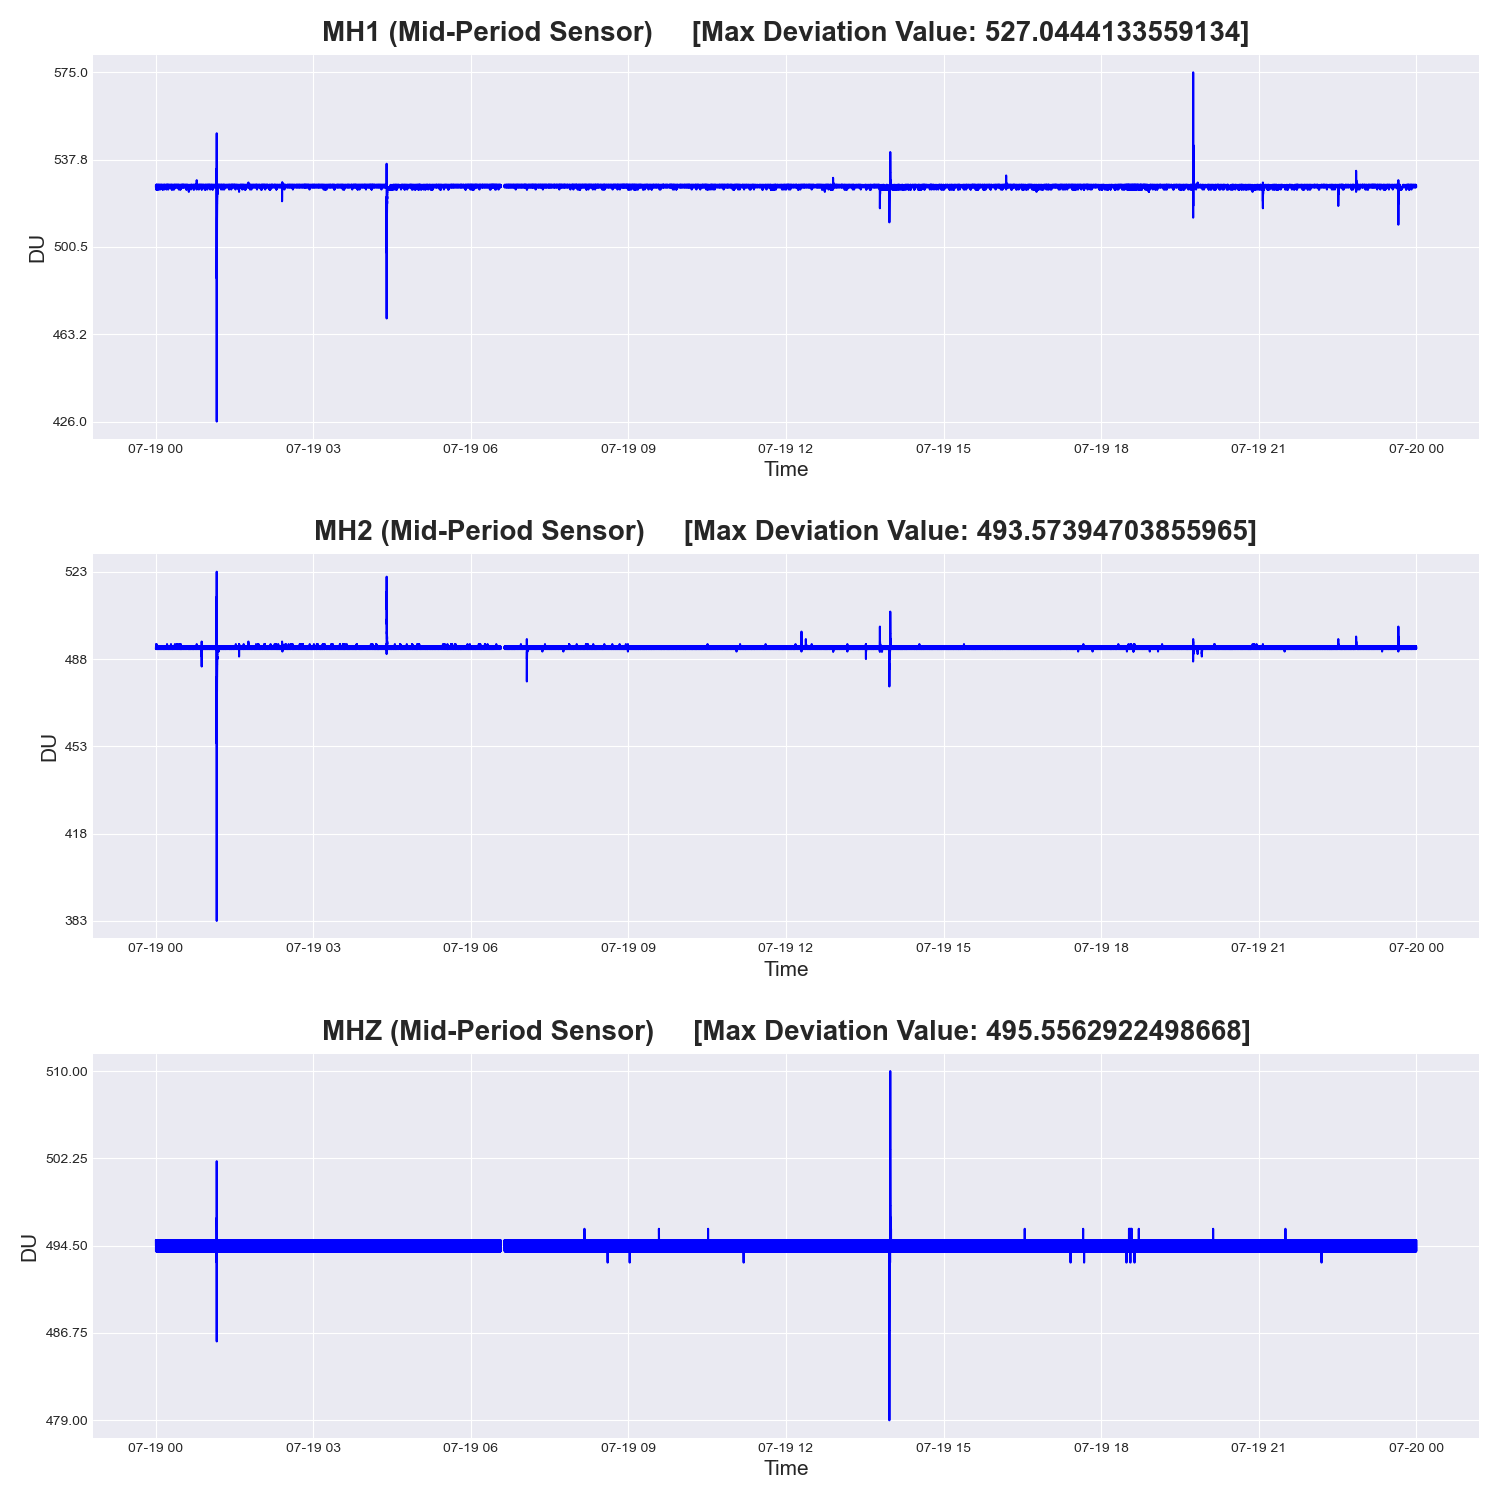 MH1 (Mid-Period Sensor) [Max Deviation Value: 527.0444133559134]
575.0
537.8
500.5
463.2
426.0
DU
07-19 00 07-19 03 07-19 06 07-19 09 07-19 12 07-19 15 07-19 18 07-19 21 07-20 00
Time
MH2 (Mid-Period Sensor) [Max Deviation Value: 493.57394703855965]
523
488
453
418
383
DU
07-19 00 07-19 03 07-19 06 07-19 09 07-19 12 07-19 15 07-19 18 07-19 21 07-20 00
Time
MHZ (Mid-Period Sensor) [Max Deviation Value: 495.5562922498668]
510.00
502.25
494.50
486.75
479.00
DU
07-19 00 07-19 03 07-19 06 07-19 09 07-19 12 07-19 15 07-19 18 07-19 21 07-20 00
Time